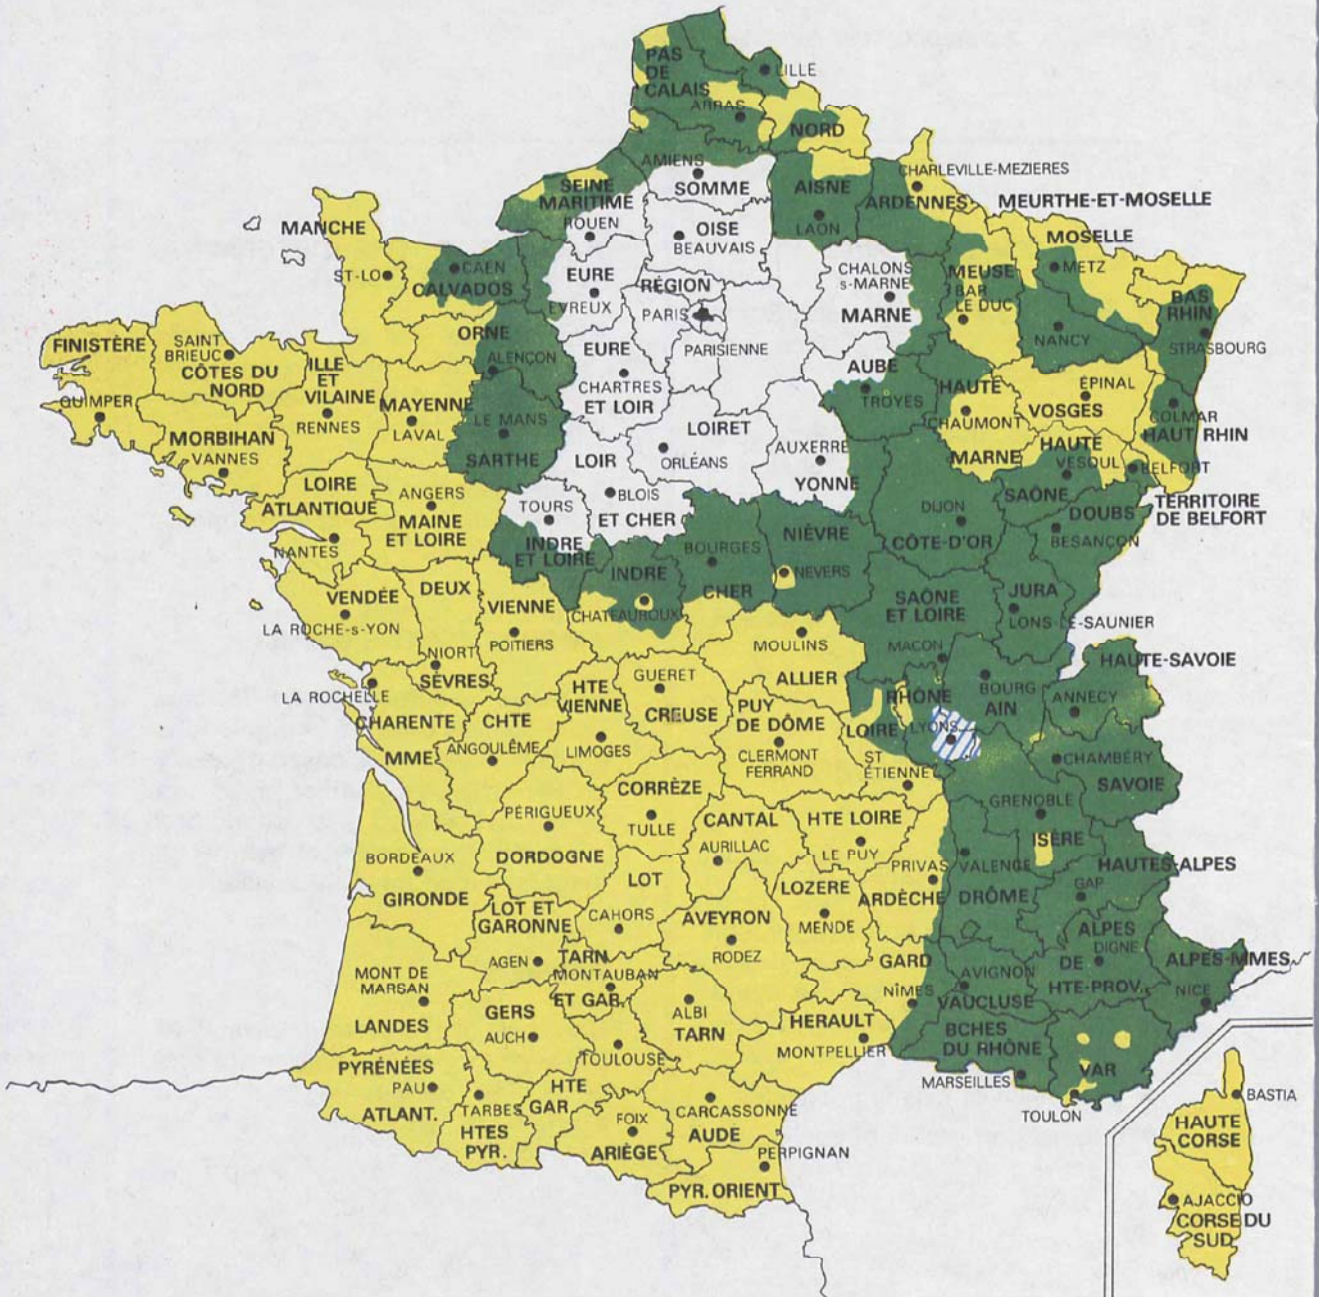 PAS
DE
CALAIS
LILLE
ARRAS
NORD
AMIENS
SOMME
SEINE
MARITIME
ROUEN
AISNE
LAON
CHARLEVILLE-MEZIERES
ARDENNES
MEURTHE-ET-MOSELLE
MOSELLE
METZ
OISE
BEAUVAIS
MANCHE
ST-LO
CAEN
CALVADOS
EURE
EVREUX
RÉGION
PARIS
PARISIENNE
CHALONS
s-MARNE
MARNE
MEUSE
BAR
LE DUC
NANCY
BAS
RHIN
STRASBOURG
FINISTÈRE
QUIMPER
SAINT
BRIEUC
CÔTES DU
NORD
ILLE
ET
VILAINE
RENNES
ORNE
ALENÇON
MAYENNE
LAVAL
LE MANS
SARTHE
EURE
CHARTRES
ET LOIR
AUBE
TROYES
HAUTE
CHAUMONT
MARNE
ÉPINAL
VOSGES
COLMAR
HAUT RHIN
MORBIHAN
VANNES
LOIR
BLOIS
ET CHER
LOIRET
ORLÉANS
AUXERRE
YONNE
HAUTE
VESOUL
SAÔNE
BELFORT
TERRITOIRE
DE BELFORT
LOIRE
ATLANTIQUE
NANTES
ANGERS
MAINE
ET LOIRE
TOURS
INDRE
ET LOIRE
BOURGES
CHER
NIÈVRE
NEVERS
DIJON
CÔTE-D'OR
DOUBS
BESANÇON
VENDÉE
LA ROCHE-s-YON
DEUX
NIORT
SÈVRES
VIENNE
POITIERS
INDRE
CHATEAUROUX
MOULINS
ALLIER
SAÔNE
ET LOIRE
MACON
JURA
LONS-LE-SAUNIER
LA ROCHELLE
CHARENTE
MME
CHTE
ANGOULÊME
HTE
VIENNE
LIMOGES
GUERET
CREUSE
PUY
DE DÔME
CLERMONT
FERRAND
LOIRE
ST
ÉTIENNE
RHÔNE
LYONS
BOURG
AIN
HAUTE-SAVOIE
ANNECY
CHAMBÉRY
SAVOIE
BORDEAUX
GIRONDE
PÉRIGUEUX
DORDOGNE
CORRÈZE
TULLE
CANTAL
AURILLAC
HTE LOIRE
LE PUY
PRIVAS
ARDÈCHE
VALENCE
DRÔME
GRENOBLE
ISÈRE
HAUTES-ALPES
GAP
LOT ET
GARONNE
AGEN
LOT
CAHORS
AVEYRON
RODEZ
LOZERE
MENDE
GARD
NÎMES
AVIGNON
VAUCLUSE
ALPES
DIGNE
DE
HTE-PROV.
ALPES-MMES
NICE
MONT DE
MARSAN
LANDES
GERS
AUCH
TARN
MONTAUBAN
ET GAR.
ALBI
TARN
TOULOUSE
HERAULT
MONTPELLIER
BCHES
DU RHÔNE
MARSEILLES
VAR
TOULON
PYRÉNÉES
PAU
ATLANT.
TARBES
HTES
PYR.
HTE
GAR
FOIX
ARIÈGE
CARCASSONNE
AUDE
PERPIGNAN
PYR. ORIENT
BASTIA
HAUTE
CORSE
AJACCIO
CORSE DU
SUD